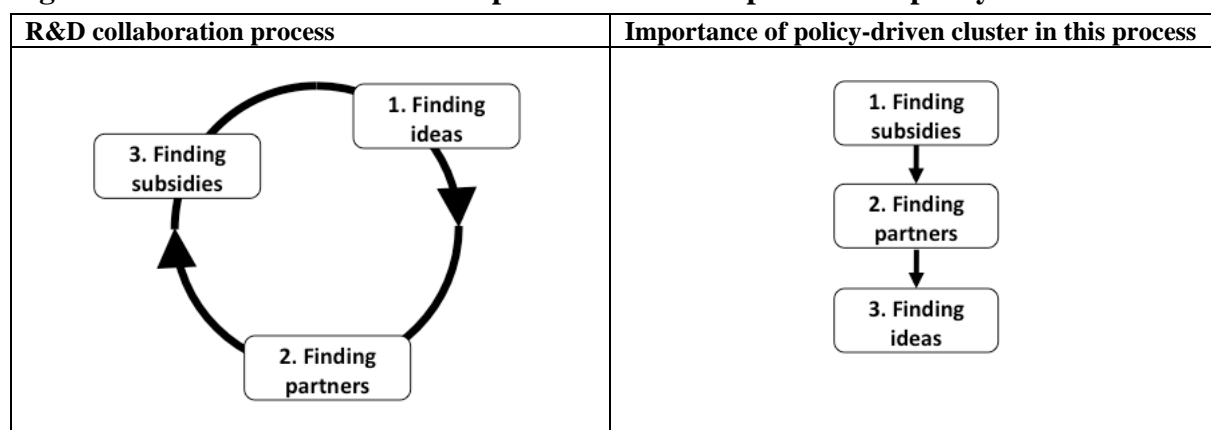 R&D collaboration process
Importance of policy-driven cluster in this process
1. Finding
ideas
3. Finding
subsidies
2. Finding
partners
1. Finding
subsidies
2. Finding
partners
3. Finding
ideas